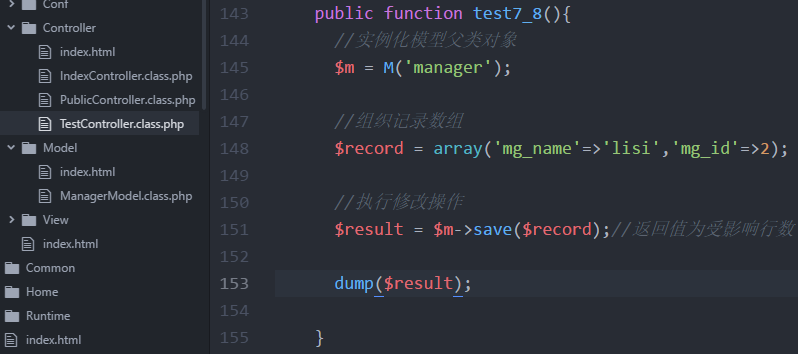 Conf
Controller
index.html
IndexController.class.php
PublicController.class.php
TestController.class.php
Model
index.html
ManagerModel.class.php
View
index.html
Common
Home
Runtime
index.html
143 public function test7_8(){
144 //实例化模型父类对象
145 $m = M('manager');
146
147 //组织记录数组
148 $record = array('mg_name'=>'lisi','mg_id'=>2);
149
150 //执行修改操作
151 $result = $m->save($record);//返回值为受影响行数
152
153 dump($result);
154
155 }